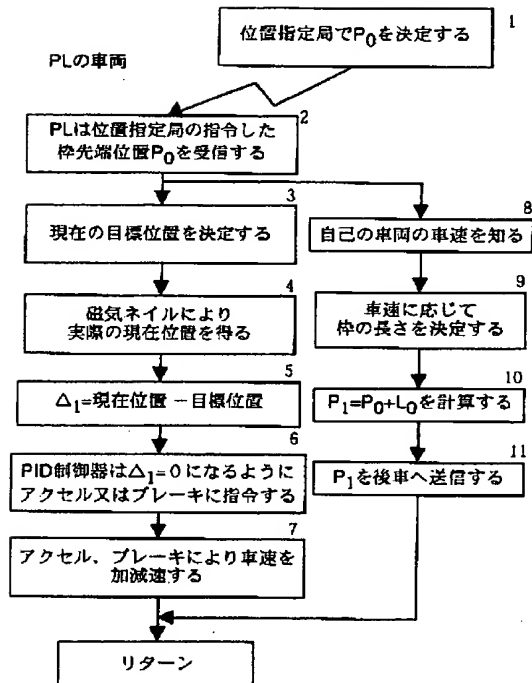 1
位置指定局でP0を決定する
PLの車両
2
PLは位置指定局の指令した
枠先端位置P0を受信する
3
現在の目標位置を決定する
4
磁気ネイルにより
実際の現在位置を得る
5
△1=現在位置－目標位置
6
PID制御器は△1=0になるように
アクセル又はブレーキに指令する
7
アクセル、ブレーキにより車速を
加減速する
8
自己の車両の車速を知る
9
車速に応じて
枠の長さを決定する
10
P1=P0+L0を計算する
11
P1を後車へ送信する
リターン